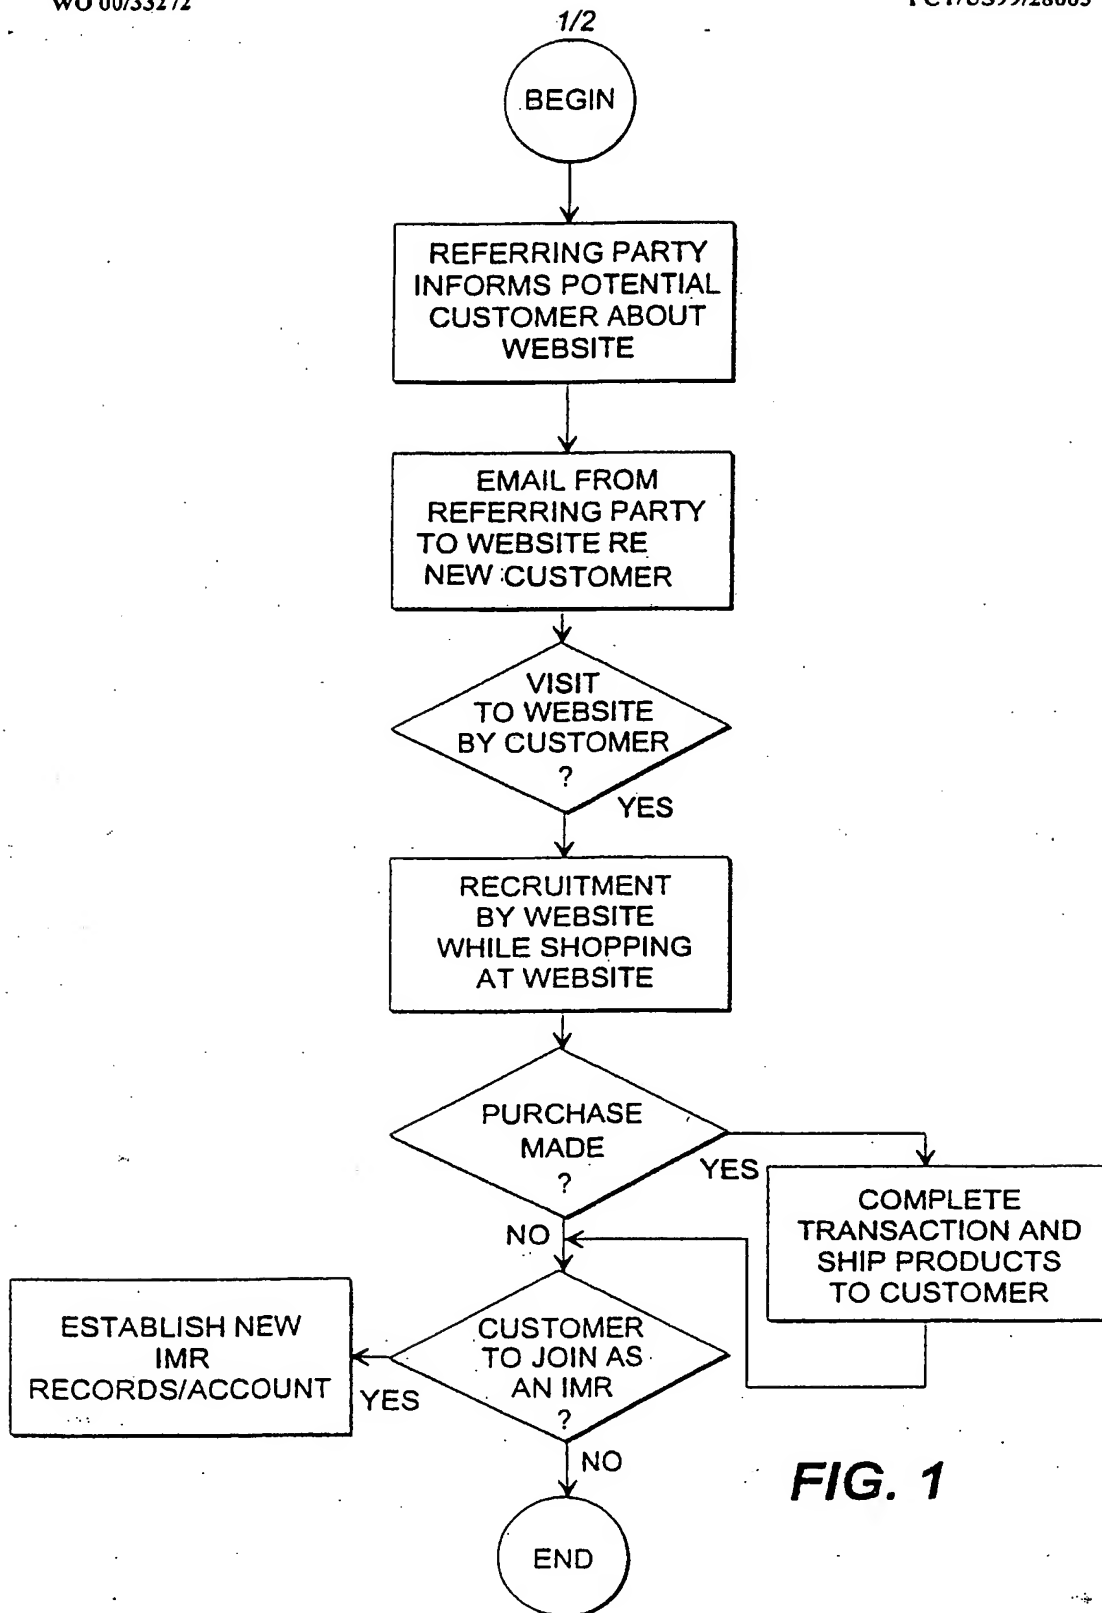 1/2
BEGIN
REFERRING PARTY
INFORMS POTENTIAL
CUSTOMER ABOUT
WEBSITE
EMAIL FROM
REFERRING PARTY
TO WEBSITE RE
NEW CUSTOMER
VISIT
TO WEBSITE
BY CUSTOMER
?
YES
RECRUITMENT
BY WEBSITE
WHILE SHOPPING
AT WEBSITE
PURCHASE
MADE
?
YES
NO
COMPLETE
TRANSACTION AND
SHIP PRODUCTS
TO CUSTOMER
CUSTOMER
TO JOIN AS
AN IMR
?
YES
ESTABLISH NEW
IMR
RECORDS/ACCOUNT
NO
END
FIG. 1